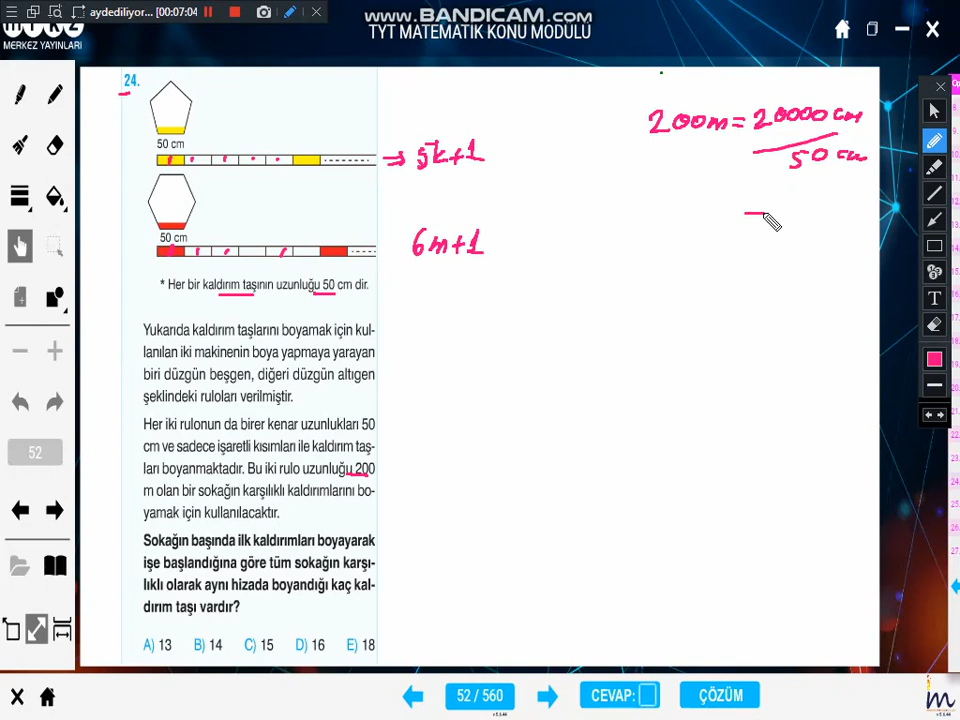 aydediliyor... [00:07:04]
www.BANDICAM.com
MERKEZ YAYINLARI
TYT MATEMATİK KONU MODÜLÜ
24.
50 cm
→ 5k+1
200m = 20000 cm
50 cm
50 cm
6m+1
* Her bir kaldırım taşının uzunluğu 50 cm dir.
Yukarıda kaldırım taşlarını boyamak için kul-
lanılan iki makinenin boya yapmaya yarayan
biri düzgün beşgen, diğeri düzgün altıgen
şeklindeki ruloları verilmiştir.
Her iki rulonun da birer kenar uzunlukları 50
cm ve sadece işaretli kısımları ile kaldırım taş-
ları boyanmaktadır. Bu iki rulo uzunluğu 200
m olan bir sokağın karşılıklı kaldırımlarını bo-
yamak için kullanılacaktır.
Sokağın başında ilk kaldırımları boyayarak
işe başlandığına göre tüm sokağın karşı-
lıklı olarak aynı hizada boyandığı kaç kal-
dırım taşı vardır?
A) 13 B) 14 C) 15 D) 16 E) 18
52
52 / 560
CEVAP:
ÇÖZÜM